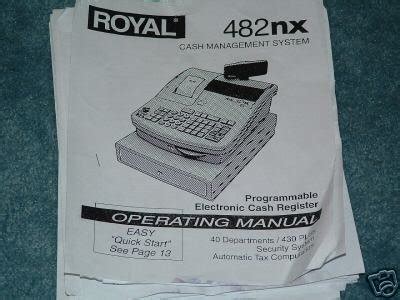 ROYAL® 482nx
CASH MANAGEMENT SYSTEM
Programmable
Electronic Cash Register
OPERATING MANUAL
EASY
"Quick Start"
See Page 13
40 Departments / 430 PLUs
Security System
Automatic Tax Computation